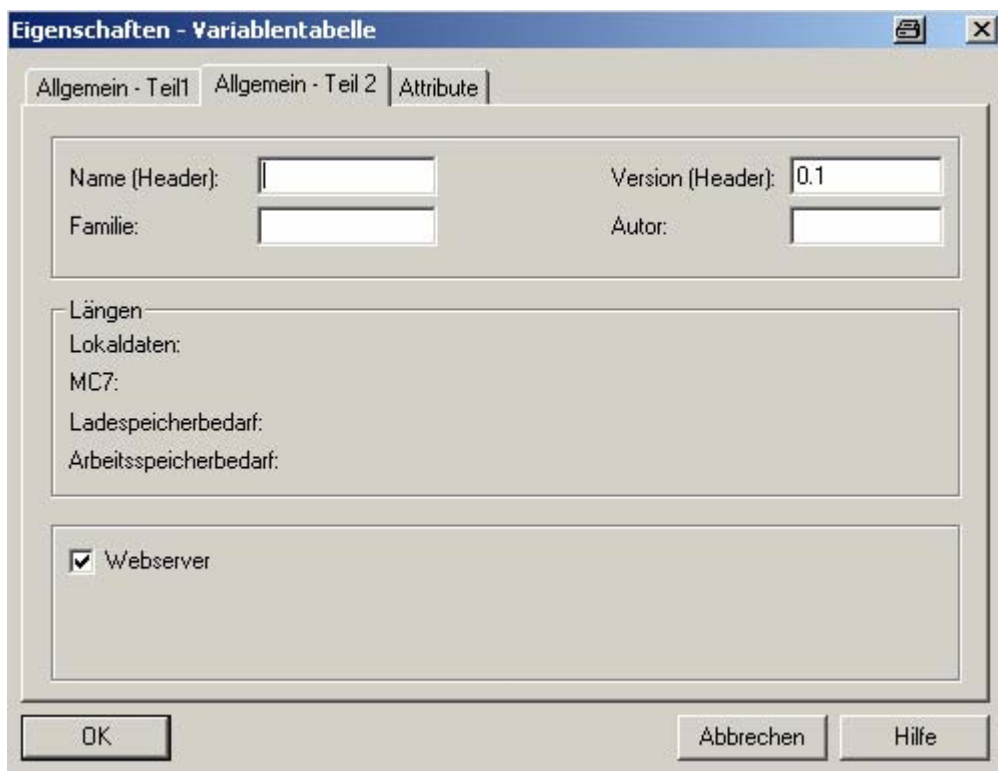 Eigenschaften - Variablentabelle
Allgemein - Teil1 Allgemein - Teil 2 Attribute
Name (Header): Version (Header): 0.1
Familie: Autor:
Längen
Lokaldaten:
MC7:
Ladespeicherbedarf:
Arbeitsspeicherbedarf:
Webserver
OK Abbrechen Hilfe